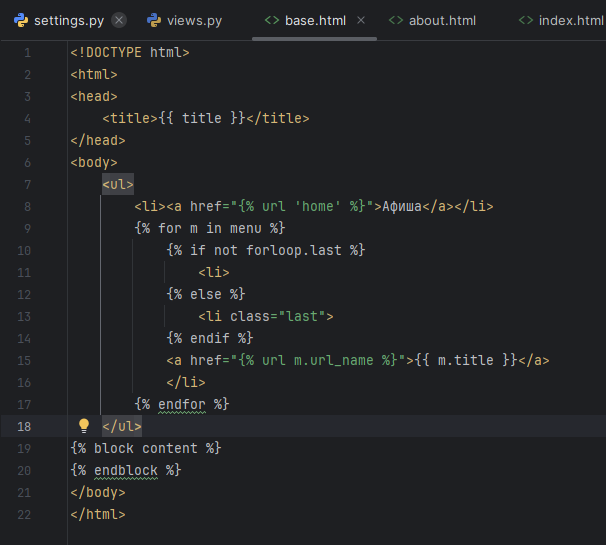 settings.py views.py base.html about.html index.html
1 <!DOCTYPE html>
2 <html>
3 <head>
4 <title>{{ title }}</title>
5 </head>
6 <body>
7 <ul>
8 <li><a href="{% url 'home' %}">Афиша</a></li>
9 {% for m in menu %}
10 {% if not forloop.last %}
11 <li>
12 {% else %}
13 <li class="last">
14 {% endif %}
15 <a href="{% url m.url_name %}">{{ m.title }}</a>
16 </li>
17 {% endfor %}
18 </ul>
19 {% block content %}
20 {% endblock %}
21 </body>
22 </html>